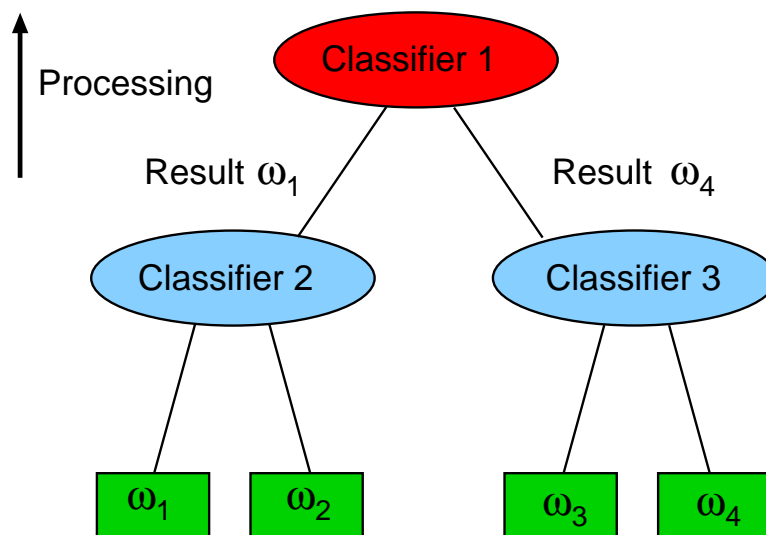 Classifier 1
Processing
Result ω₁
Result ω₄
Classifier 2
Classifier 3
ω₁
ω₂
ω₃
ω₄